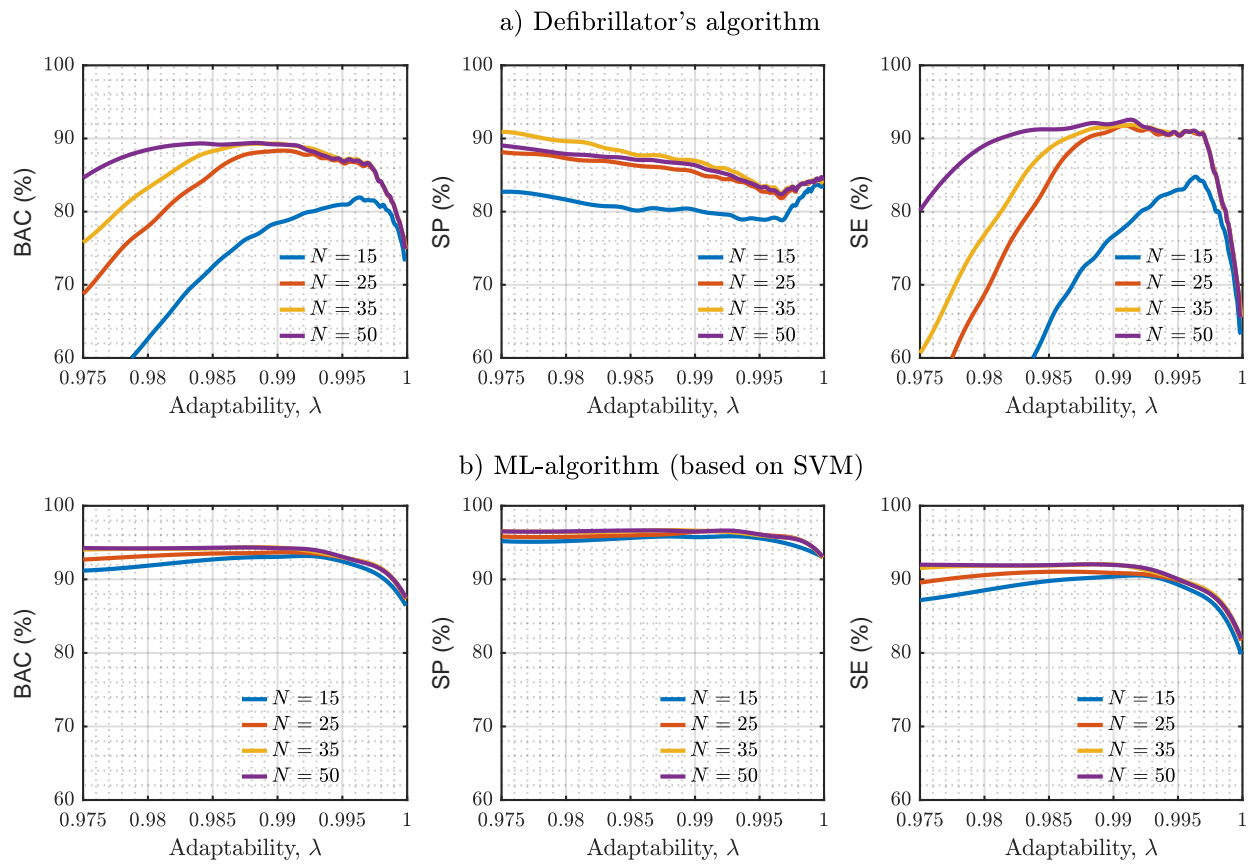 a) Defibrillator's algorithm
100
90
80
70
60
BAC (%)
0.975 0.98 0.985 0.99 0.995 1
Adaptability, λ
N = 15
N = 25
N = 35
N = 50
100
90
80
70
60
SP (%)
0.975 0.98 0.985 0.99 0.995 1
Adaptability, λ
N = 15
N = 25
N = 35
N = 50
100
90
80
70
60
SE (%)
0.975 0.98 0.985 0.99 0.995 1
Adaptability, λ
N = 15
N = 25
N = 35
N = 50
b) ML-algorithm (based on SVM)
100
90
80
70
60
BAC (%)
0.975 0.98 0.985 0.99 0.995 1
Adaptability, λ
N = 15
N = 25
N = 35
N = 50
100
90
80
70
60
SP (%)
0.975 0.98 0.985 0.99 0.995 1
Adaptability, λ
N = 15
N = 25
N = 35
N = 50
100
90
80
70
60
SE (%)
0.975 0.98 0.985 0.99 0.995 1
Adaptability, λ
N = 15
N = 25
N = 35
N = 50